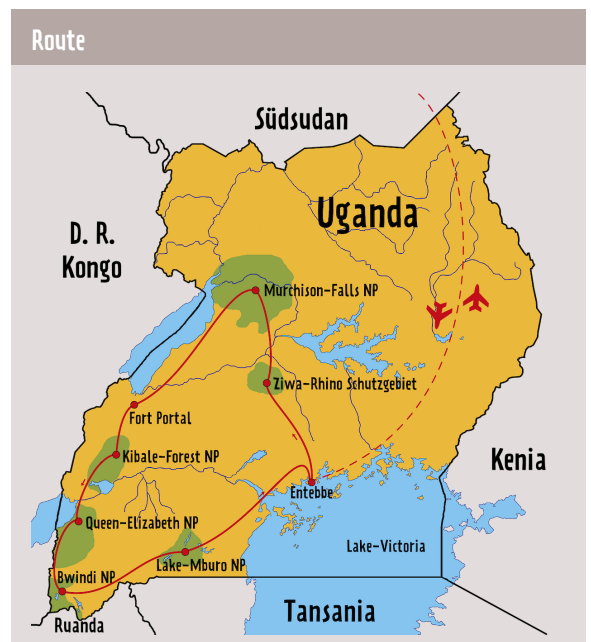 Route
Südsudan
Uganda
D. R.
Kongo
Murchison-Falls NP
Ziwa-Rhino Schutzgebiet
Fort Portal
Kibale-Forest NP
Kenia
Entebbe
Queen-Elizabeth NP
Lake-Victoria
Lake-Mburo NP
Bwindi NP
Tansania
Ruanda